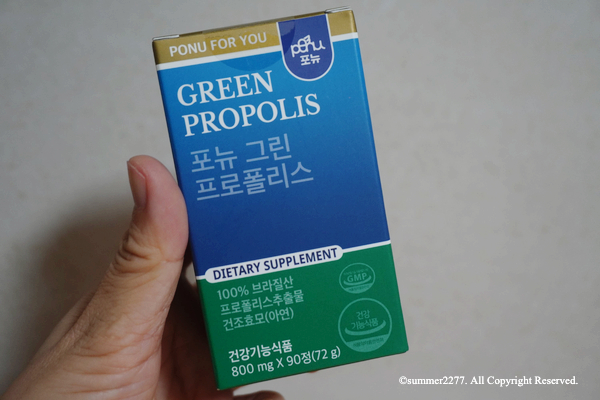 PONU FOR YOU
ponu
포뉴
GREEN
PROPOLIS
포뉴 그린
프로폴리스
DIETARY SUPPLEMENT
100% 브라질산
프로폴리스추출물
건조효모(아연)
GMP
건강
기능식품
건강기능식품
800 mg X 90정(72 g)
©summer2277. All Copyright Reserved.